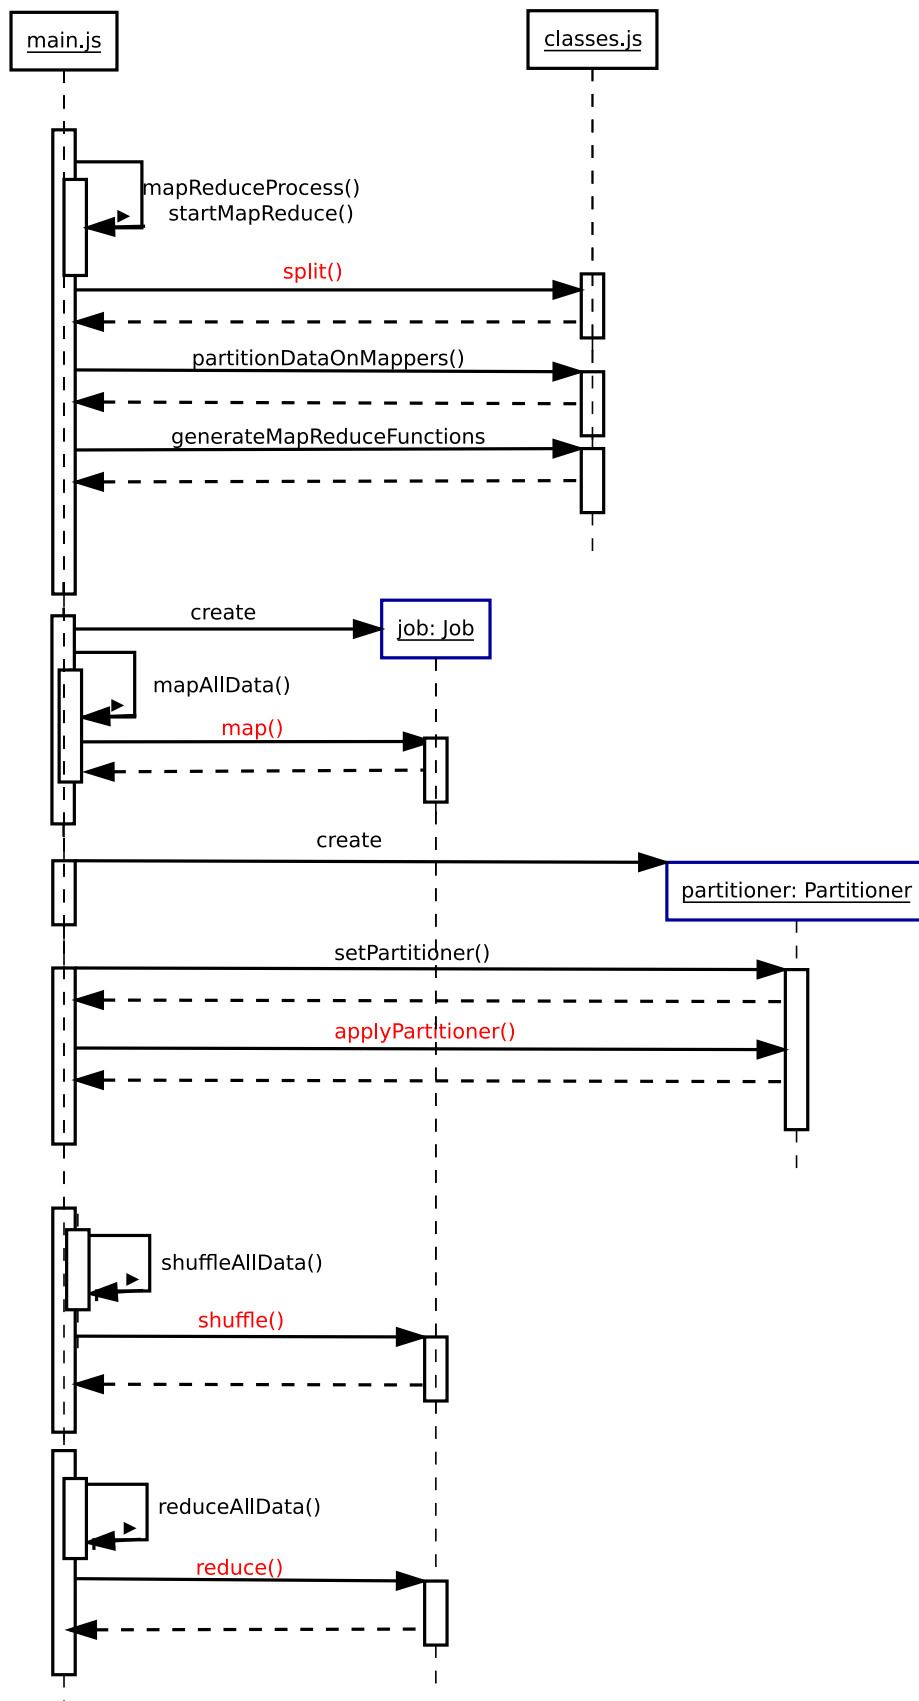 main.js
classes.js
mapReduceProcess()
startMapReduce()
split()
partitionDataOnMappers()
generateMapReduceFunctions
create
job: Job
mapAllData()
map()
create
partitioner: Partitioner
setPartitioner()
applyPartitioner()
shuffleAllData()
shuffle()
reduceAllData()
reduce()